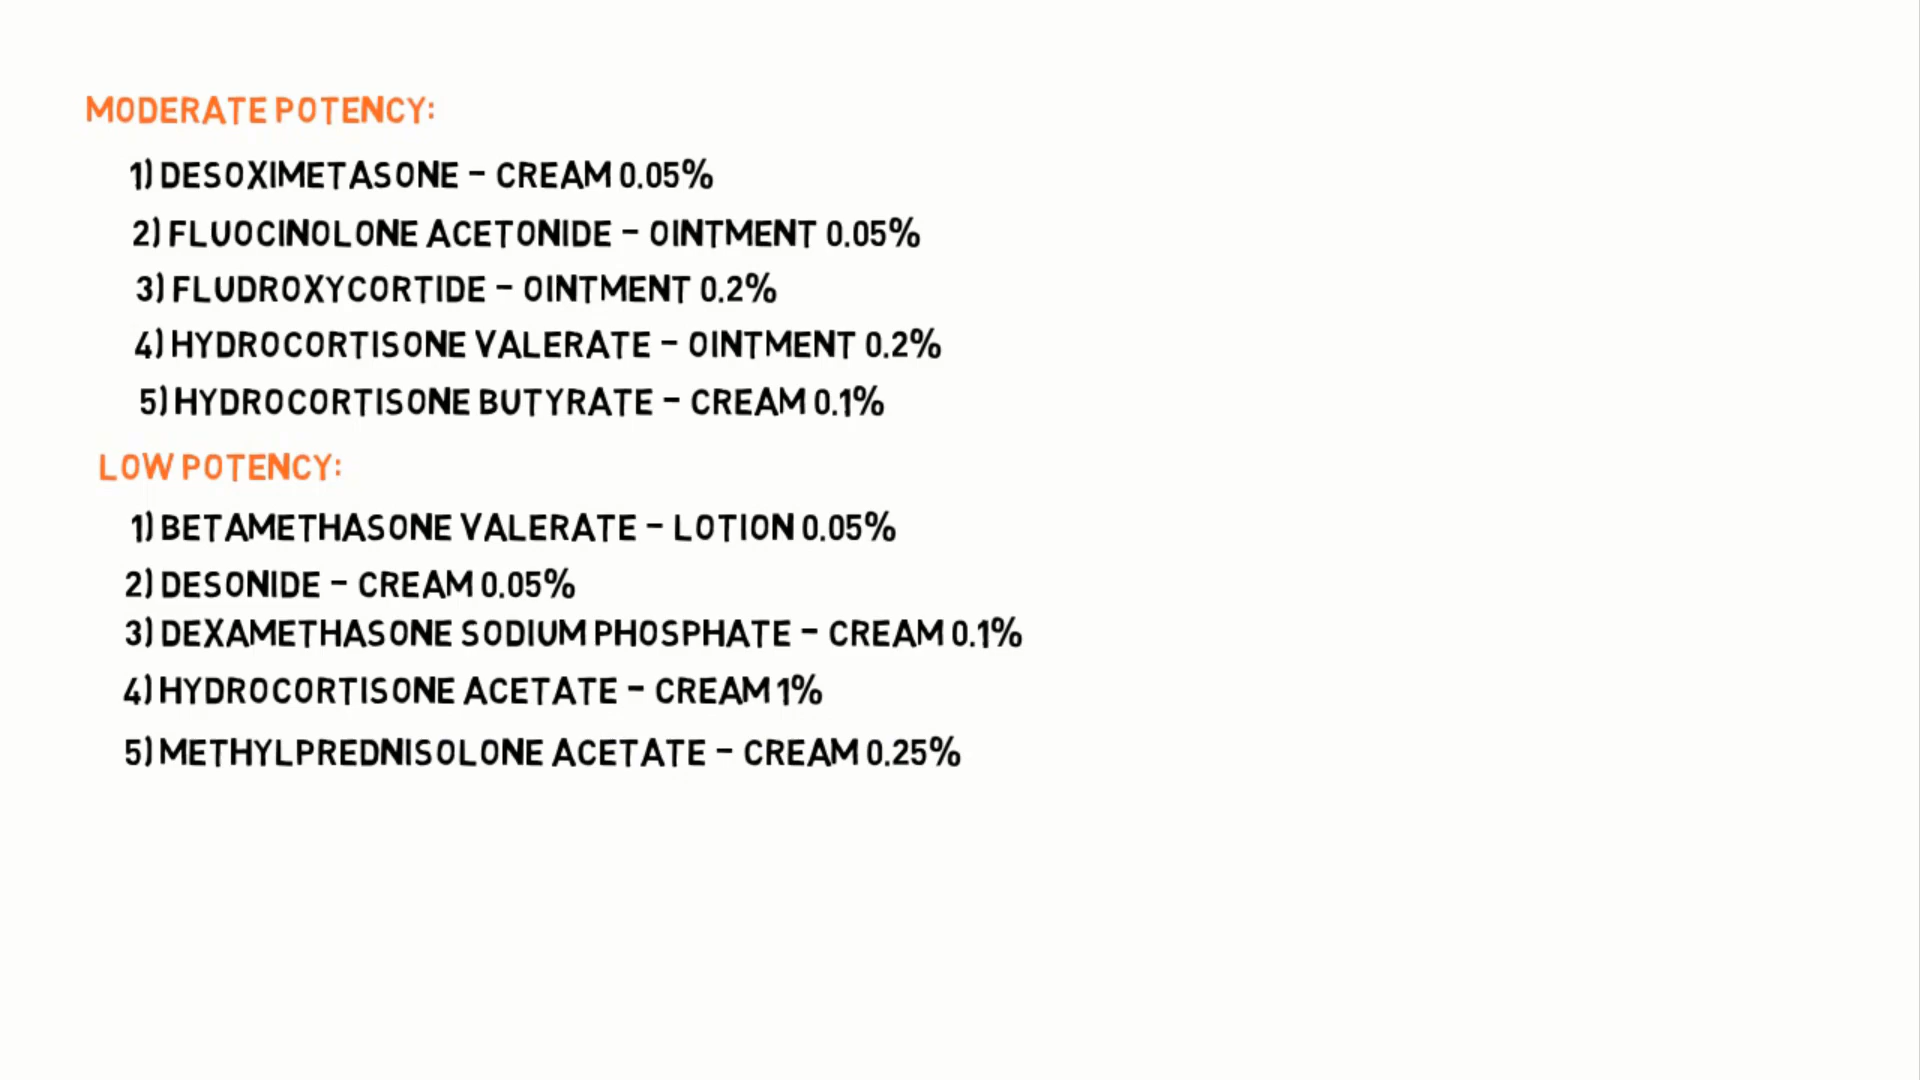 MODERATE POTENCY:
1) DESOXIMETASONE - CREAM 0.05%
2) FLUOCINOLONE ACETONIDE - OINTMENT 0.05%
3) FLUDROXYCORTIDE - OINTMENT 0.2%
4) HYDROCORTISONE VALERATE - OINTMENT 0.2%
5) HYDROCORTISONE BUTYRATE - CREAM 0.1%
LOW POTENCY:
1) BETAMETHASONE VALERATE - LOTION 0.05%
2) DESONIDE - CREAM 0.05%
3) DEXAMETHASONE SODIUM PHOSPHATE - CREAM 0.1%
4) HYDROCORTISONE ACETATE - CREAM 1%
5) METHYLPREDNISOLONE ACETATE - CREAM 0.25%